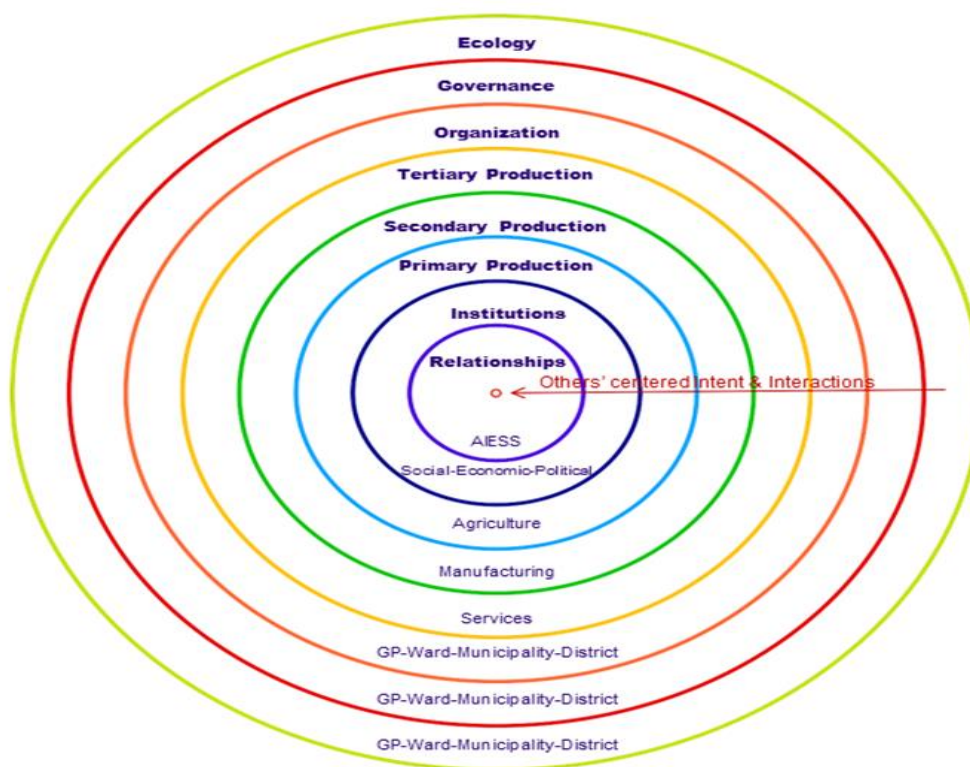 Ecology
Governance
Organization
Tertiary Production
Secondary Production
Primary Production
Institutions
Relationships
Others' centered Intent & Interactions
AIESS
Social-Economic-Political
Agriculture
Manufacturing
Services
GP-Ward-Municipality-District
GP-Ward-Municipality-District
GP-Ward-Municipality-District